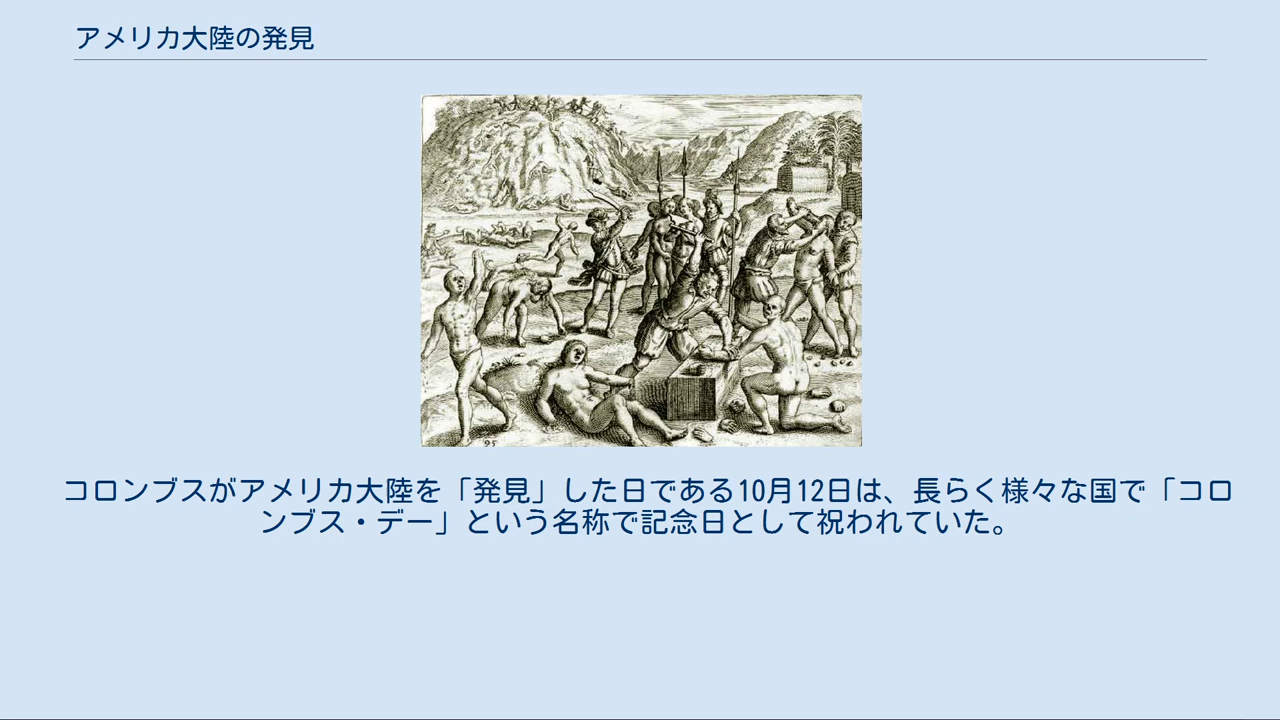 アメリカ大陸の発見
コロンブスがアメリカ大陸を「発見」した日である10月12日は、長らく様々な国で「コロ
ンブス・デー」という名称で記念日として祝われていた。
95